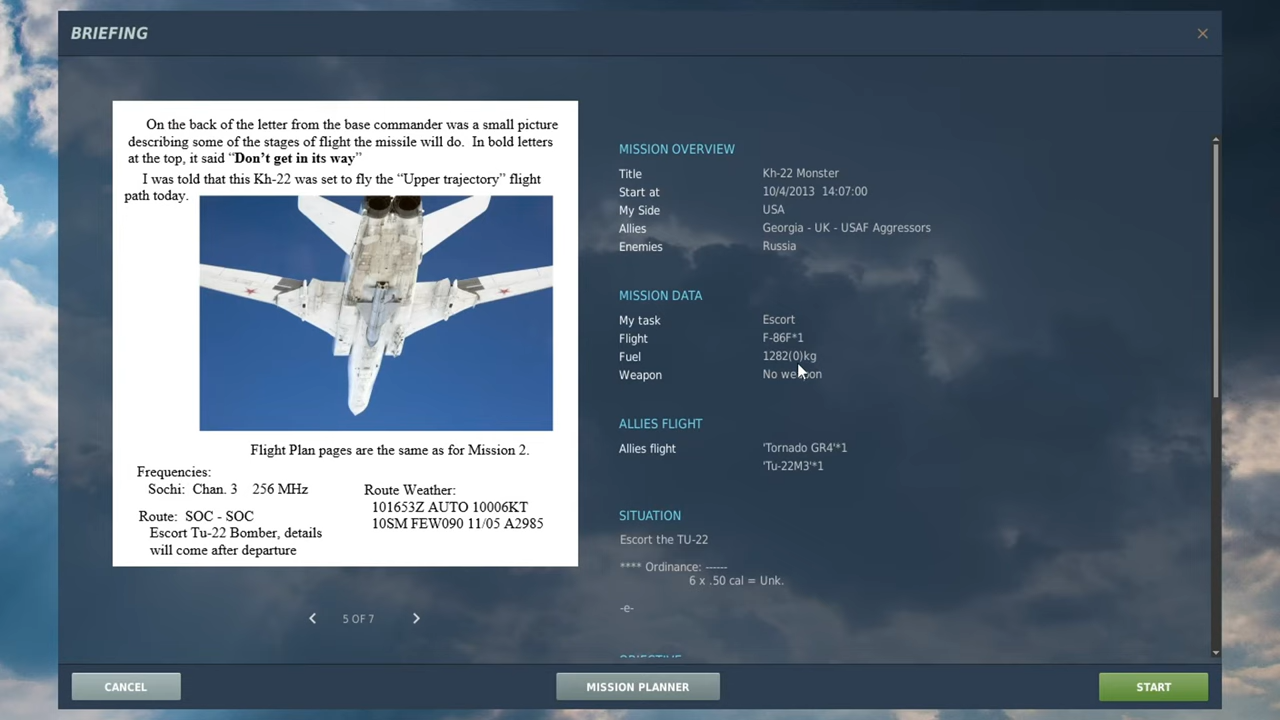 BRIEFING
On the back of the letter from the base commander was a small picture
describing some of the stages of flight the missile will do. In bold letters
at the top, it said “Don’t get in its way”
I was told that this Kh-22 was set to fly the “Upper trajectory” flight
path today.
Flight Plan pages are the same as for Mission 2.
Frequencies:
Sochi: Chan. 3 256 MHz
Route: SOC - SOC
Escort Tu-22 Bomber, details
will come after departure
Route Weather:
101653Z AUTO 10006KT
10SM FEW090 11/05 A2985
5 OF 7
MISSION OVERVIEW
Title Kh-22 Monster
Start at 10/4/2013 14:07:00
My Side USA
Allies Georgia - UK - USAF Aggressors
Enemies Russia
MISSION DATA
My task Escort
Flight F-86F*1
Fuel 1282(0)kg
Weapon No weapon
ALLIES FLIGHT
Allies flight 'Tornado GR4'*1
'Tu-22M3'*1
SITUATION
Escort the TU-22
**** Ordinance: ------
6 x .50 cal = Unk.
-e-
CANCEL
MISSION PLANNER
START